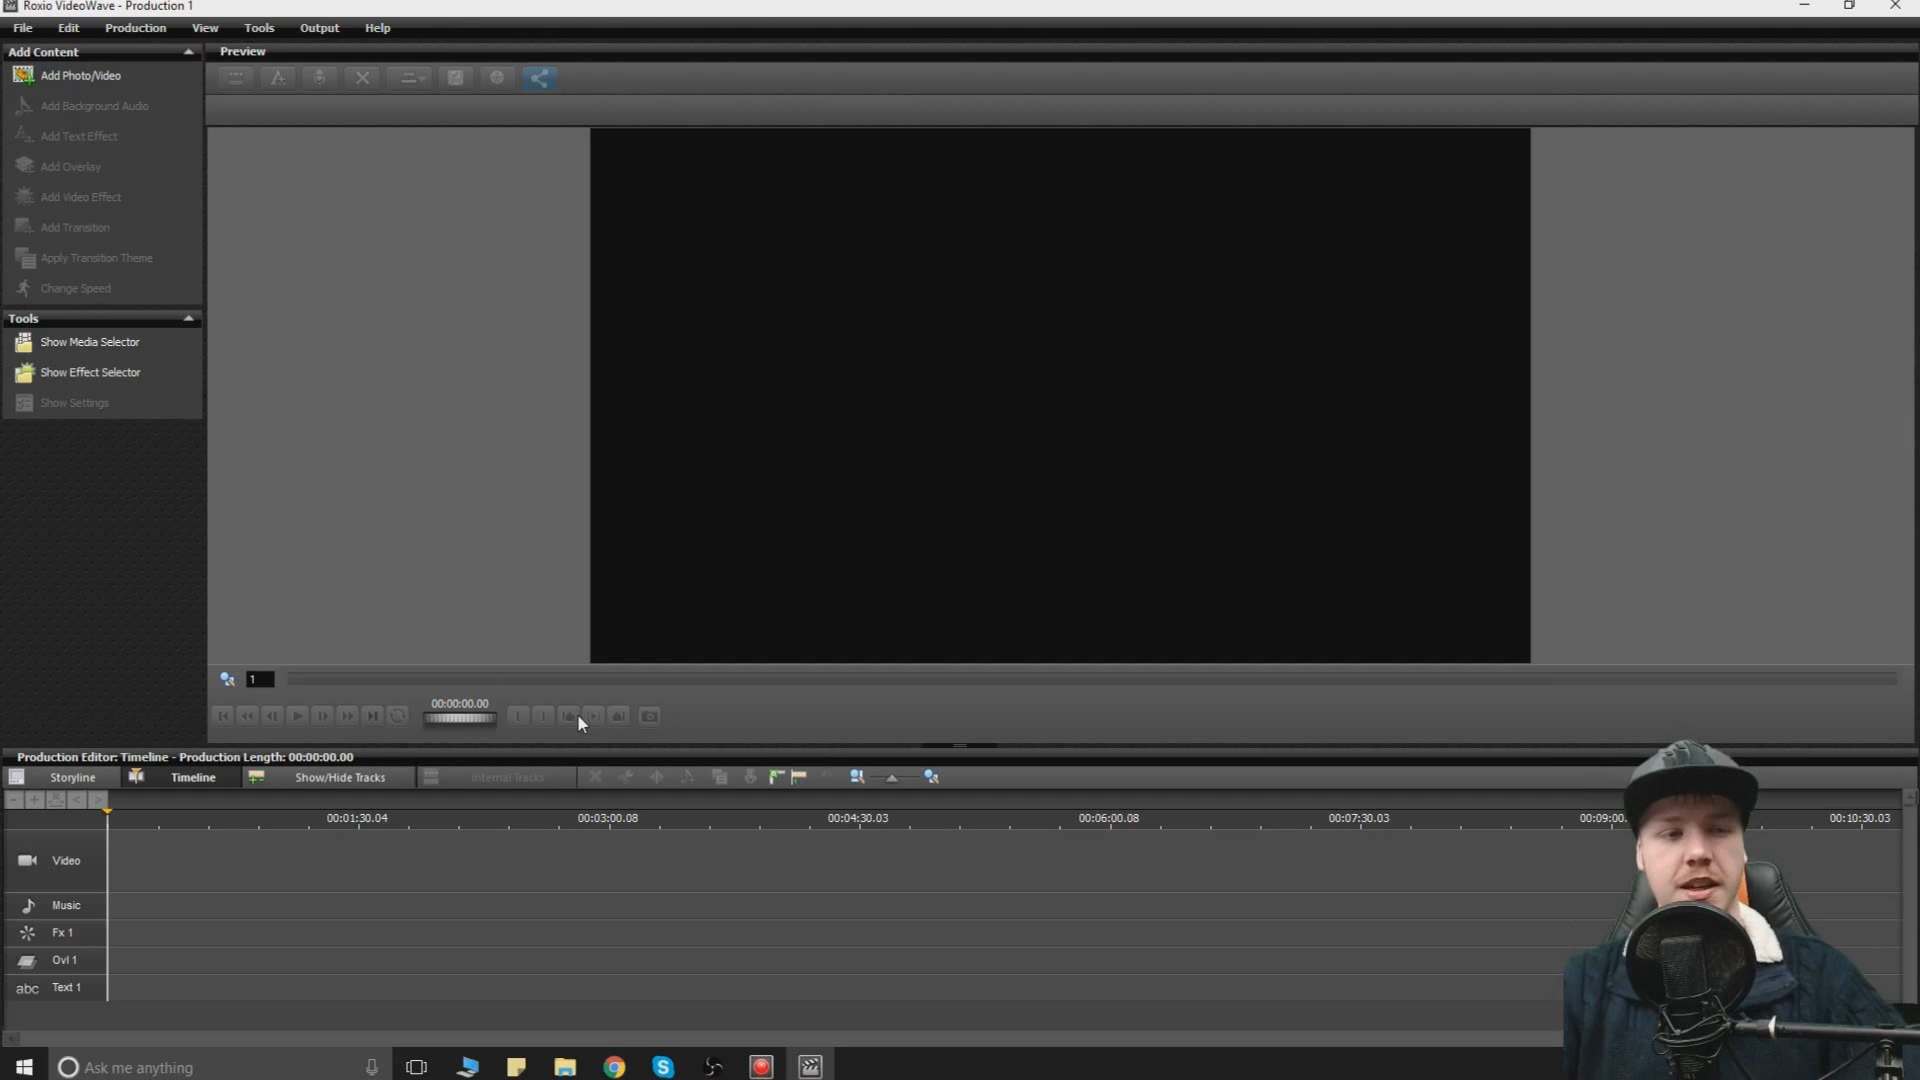 Roxio VideoWave - Production 1
File Edit Production View Tools Output Help
Add Content
Preview
Add Photo/Video
Add Background Audio
Add Text Effect
Add Overlay
Add Video Effect
Add Transition
Apply Transition Theme
Change Speed
Tools
Show Media Selector
Show Effect Selector
Show Settings
1
00:00:00.00
Production Editor: Timeline - Production Length: 00:00:00.00
Storyline Timeline Show/Hide Tracks Internal Tracks
00:01:30.04 00:03:00.08 00:04:30.03 00:06:00.08 00:07:30.03 00:09:00. 00:10:30.03
Video
Music
Fx 1
Ovl 1
abc Text 1
Ask me anything